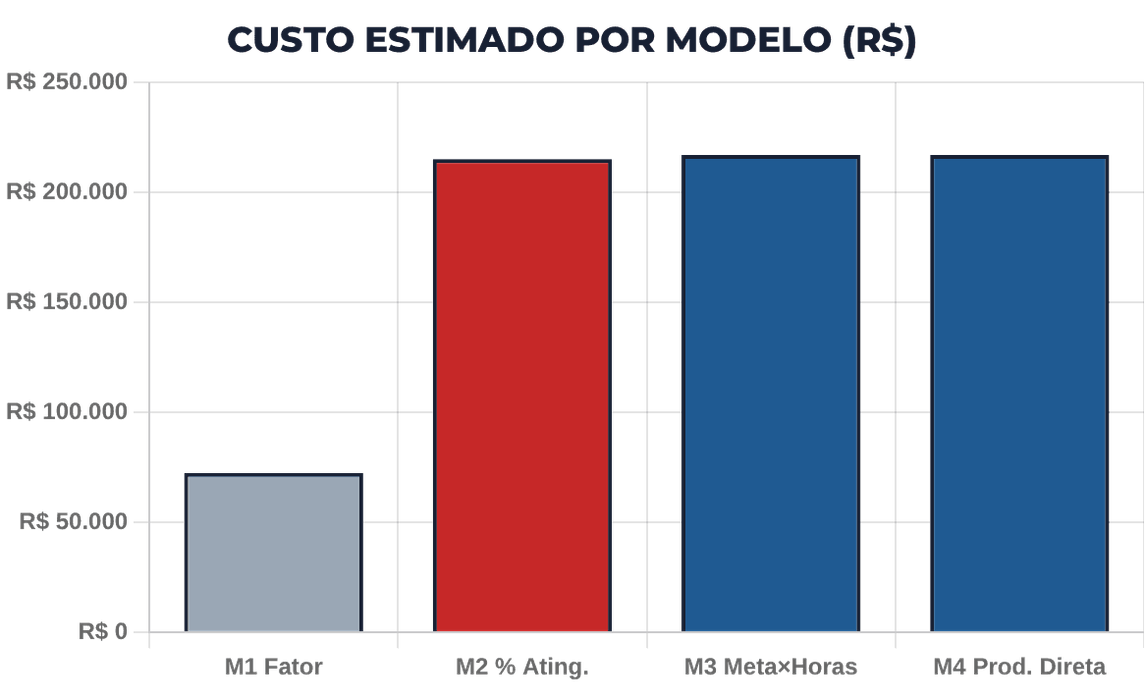 CUSTO ESTIMADO POR MODELO (R$)
R$ 250.000
R$ 200.000
R$ 150.000
R$ 100.000
R$ 50.000
R$ 0
M1 Fator
M2 % Ating.
M3 Meta×Horas
M4 Prod. Direta